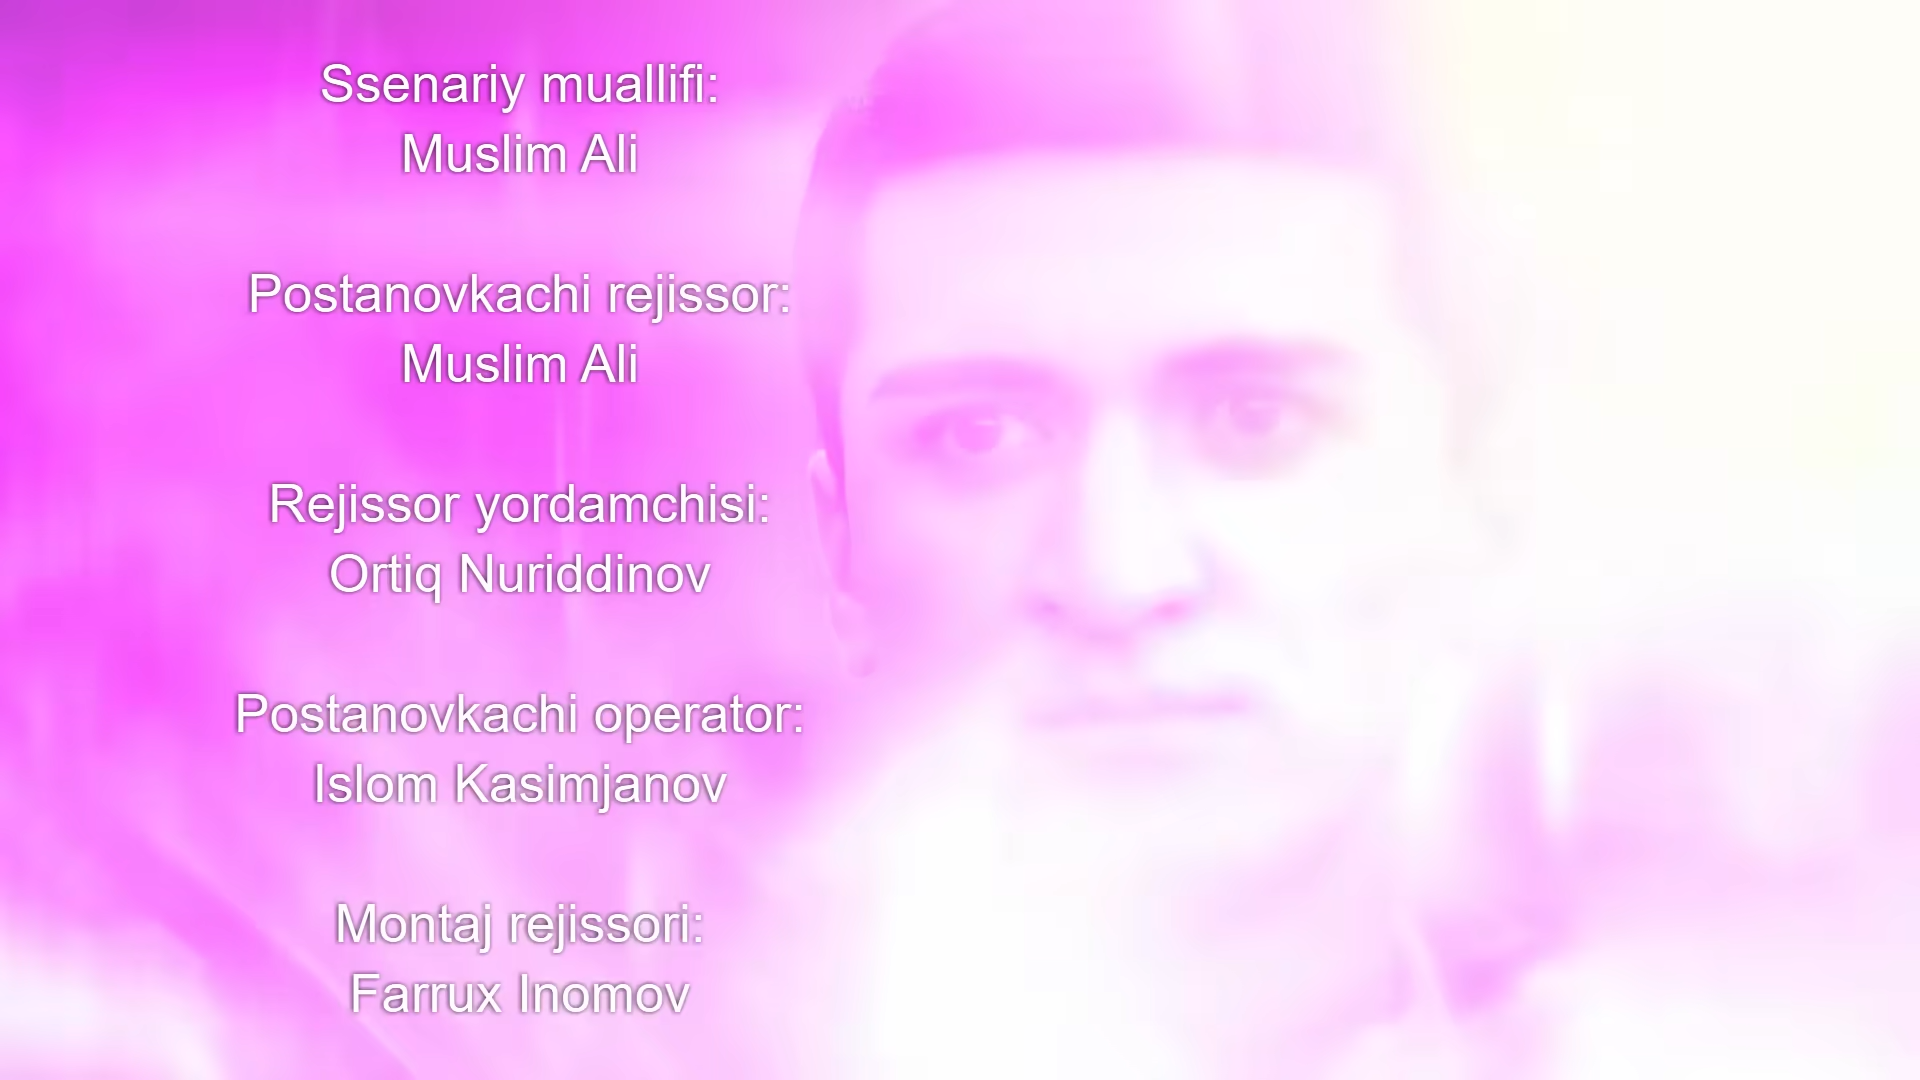 Ssenariy muallifi:
Muslim Ali
Postanovkachi rejissor:
Muslim Ali
Rejissor yordamchisi:
Ortiq Nuriddinov
Postanovkachi operator:
Islom Kasimjanov
Montaj rejissori:
Farrux Inomov